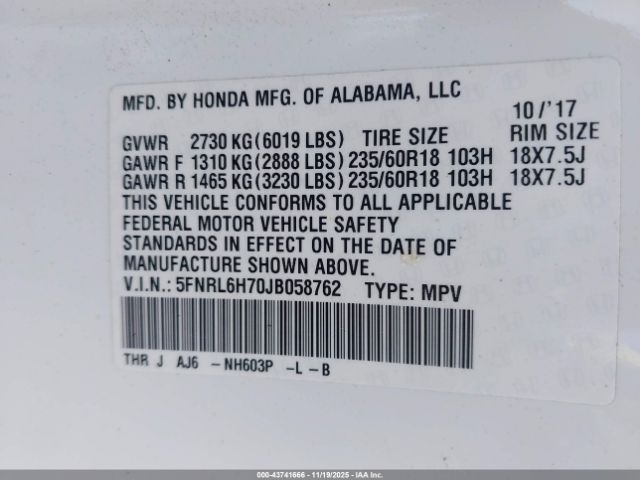 MFD. BY HONDA MFG. OF ALABAMA, LLC
10/'17
GVWR 2730 KG(6019 LBS) TIRE SIZE RIM SIZE
GAWR F 1310 KG(2888 LBS) 235/60R18 103H 18X7.5J
GAWR R 1465 KG(3230 LBS) 235/60R18 103H 18X7.5J
THIS VEHICLE CONFORMS TO ALL APPLICABLE
FEDERAL MOTOR VEHICLE SAFETY
STANDARDS IN EFFECT ON THE DATE OF
MANUFACTURE SHOWN ABOVE.
V.I.N.: 5FNRL6H70JB058762 TYPE: MPV
THR J AJ6 -NH603P -L-B
000-43741666 - 11/19/2025 - IAA Inc.